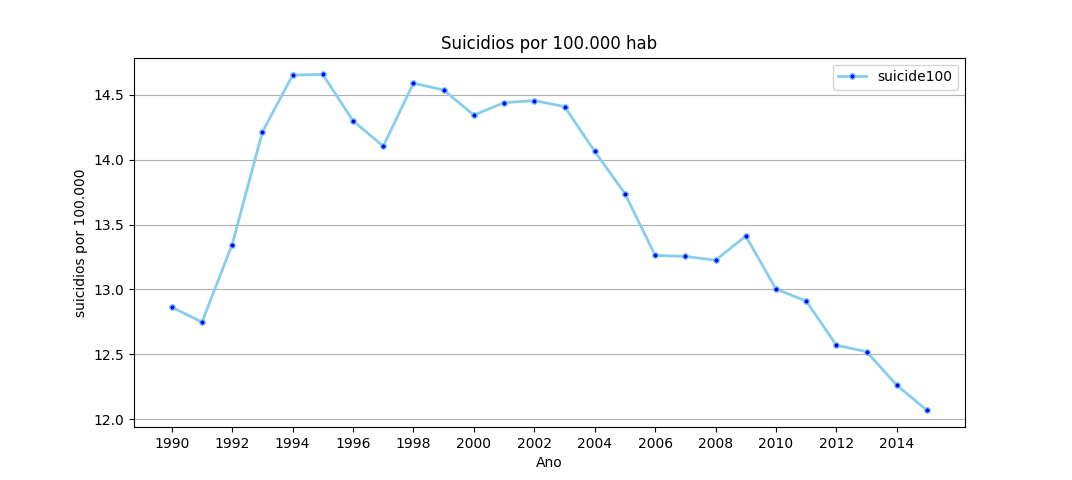 Suicidios por 100.000 hab
suicide100
suicidios por 100.000
14.5
14.0
13.5
13.0
12.5
12.0
1990 1992 1994 1996 1998 2000 2002 2004 2006 2008 2010 2012 2014
Ano